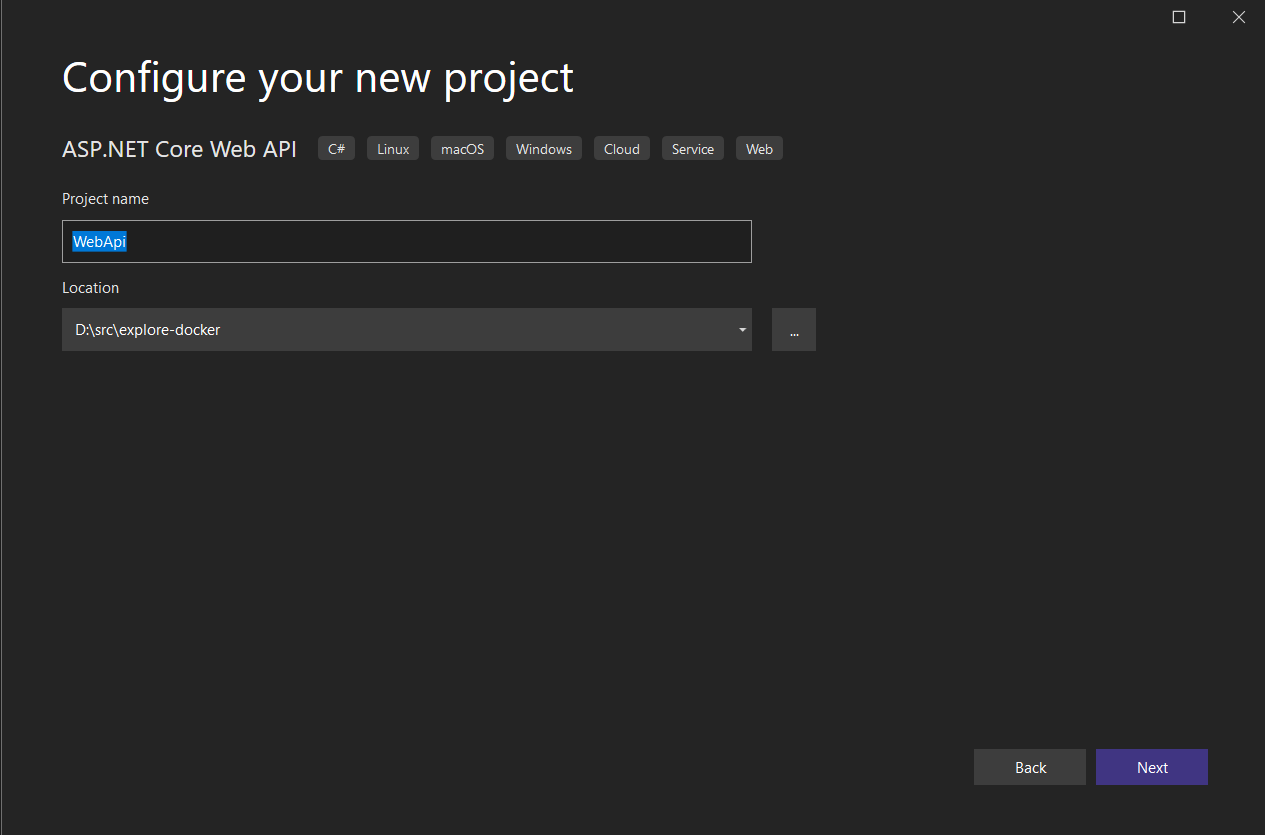 Configure your new project
ASP.NET Core Web API C# Linux macOS Windows Cloud Service Web
Project name
WebApi
Location
D:\src\explore-docker
...
Back Next